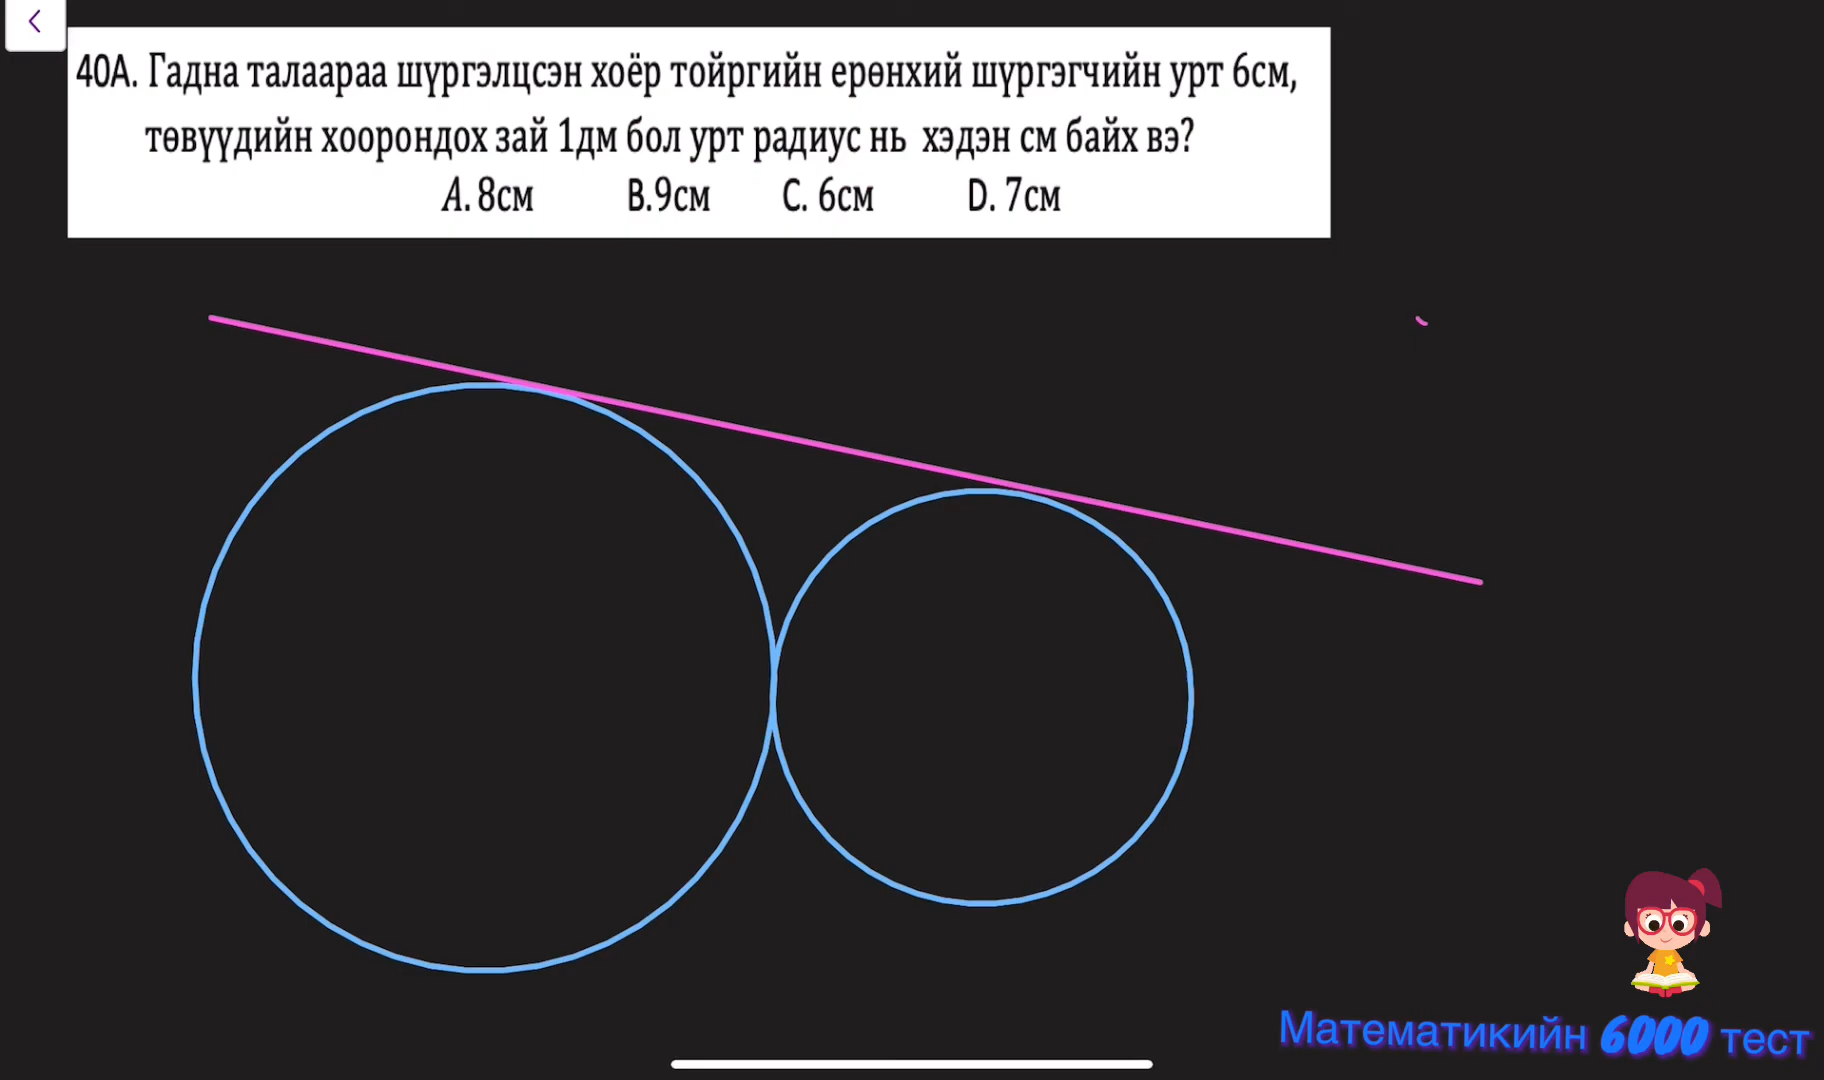 40A. Гадна талаараа шүргэлцсэн хоёр тойргийн ерөнхий шүргэгчийн урт 6см,
төвүүдийн хоорондох зай 1дм бол урт радиус нь хэдэн см байх вэ?
A. 8см B.9см C. 6см D. 7см
Математикийн 6000 тест